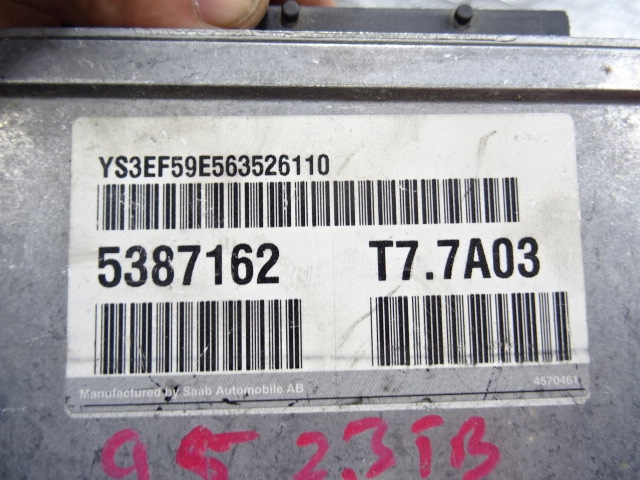 YS3EF59E563526110
5387162 T7.7A03
Manufactured by Saab Automobile AB 4570461
95 2.3TB